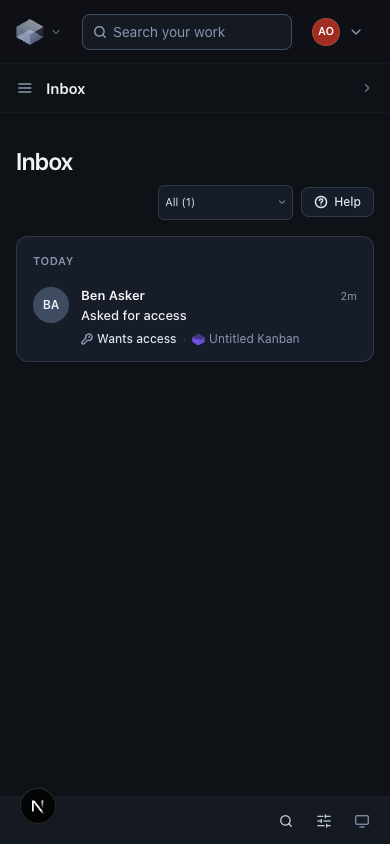 Search your work
AO
Inbox
Inbox
All (1)
Help
TODAY
BA
Ben Asker
2m
Asked for access
Wants access · Untitled Kanban
N